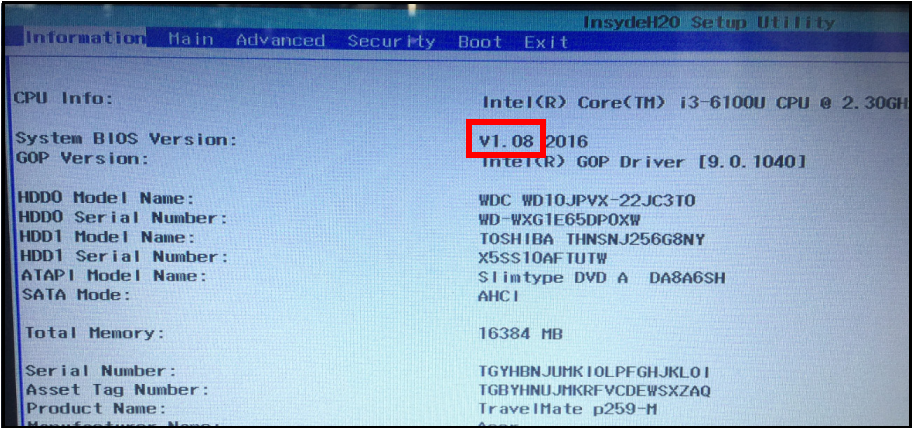 InsydeH20 Setup Utility
Information Main Advanced Security Boot Exit
CPU Info: Intel(R) Core(TM) i3-6100U CPU @ 2.30GH
System BIOS Version: V1.08 2016
GOP Version: Intel(R) GOP Driver [9.0.1040]
HDD0 Model Name: WDC WD10JPVX-22JC3T0
HDD0 Serial Number: WD-WXG1E65DP0XW
HDD1 Model Name: TOSHIBA THNSNJ256G8NY
HDD1 Serial Number: X5SS10AFTUTW
ATAPI Model Name: Slimtype DVD A DA8A6SH
SATA Mode: AHCI
Total Memory: 16384 MB
Serial Number: TGYHBNJUMKIOLPFGHJKLOI
Asset Tag Number: TGBYHNUJMKRFVCDEWSXZAQ
Product Name: TravelMate p259-M
Manufacturer Name: Acer